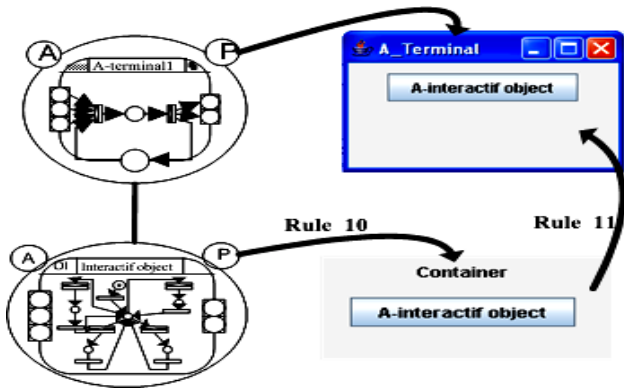 A
P
A-terminal1
A_Terminal
A-interactif object
Rule 10
Rule 11
A
P
OI
Interactif object
Container
A-interactif object